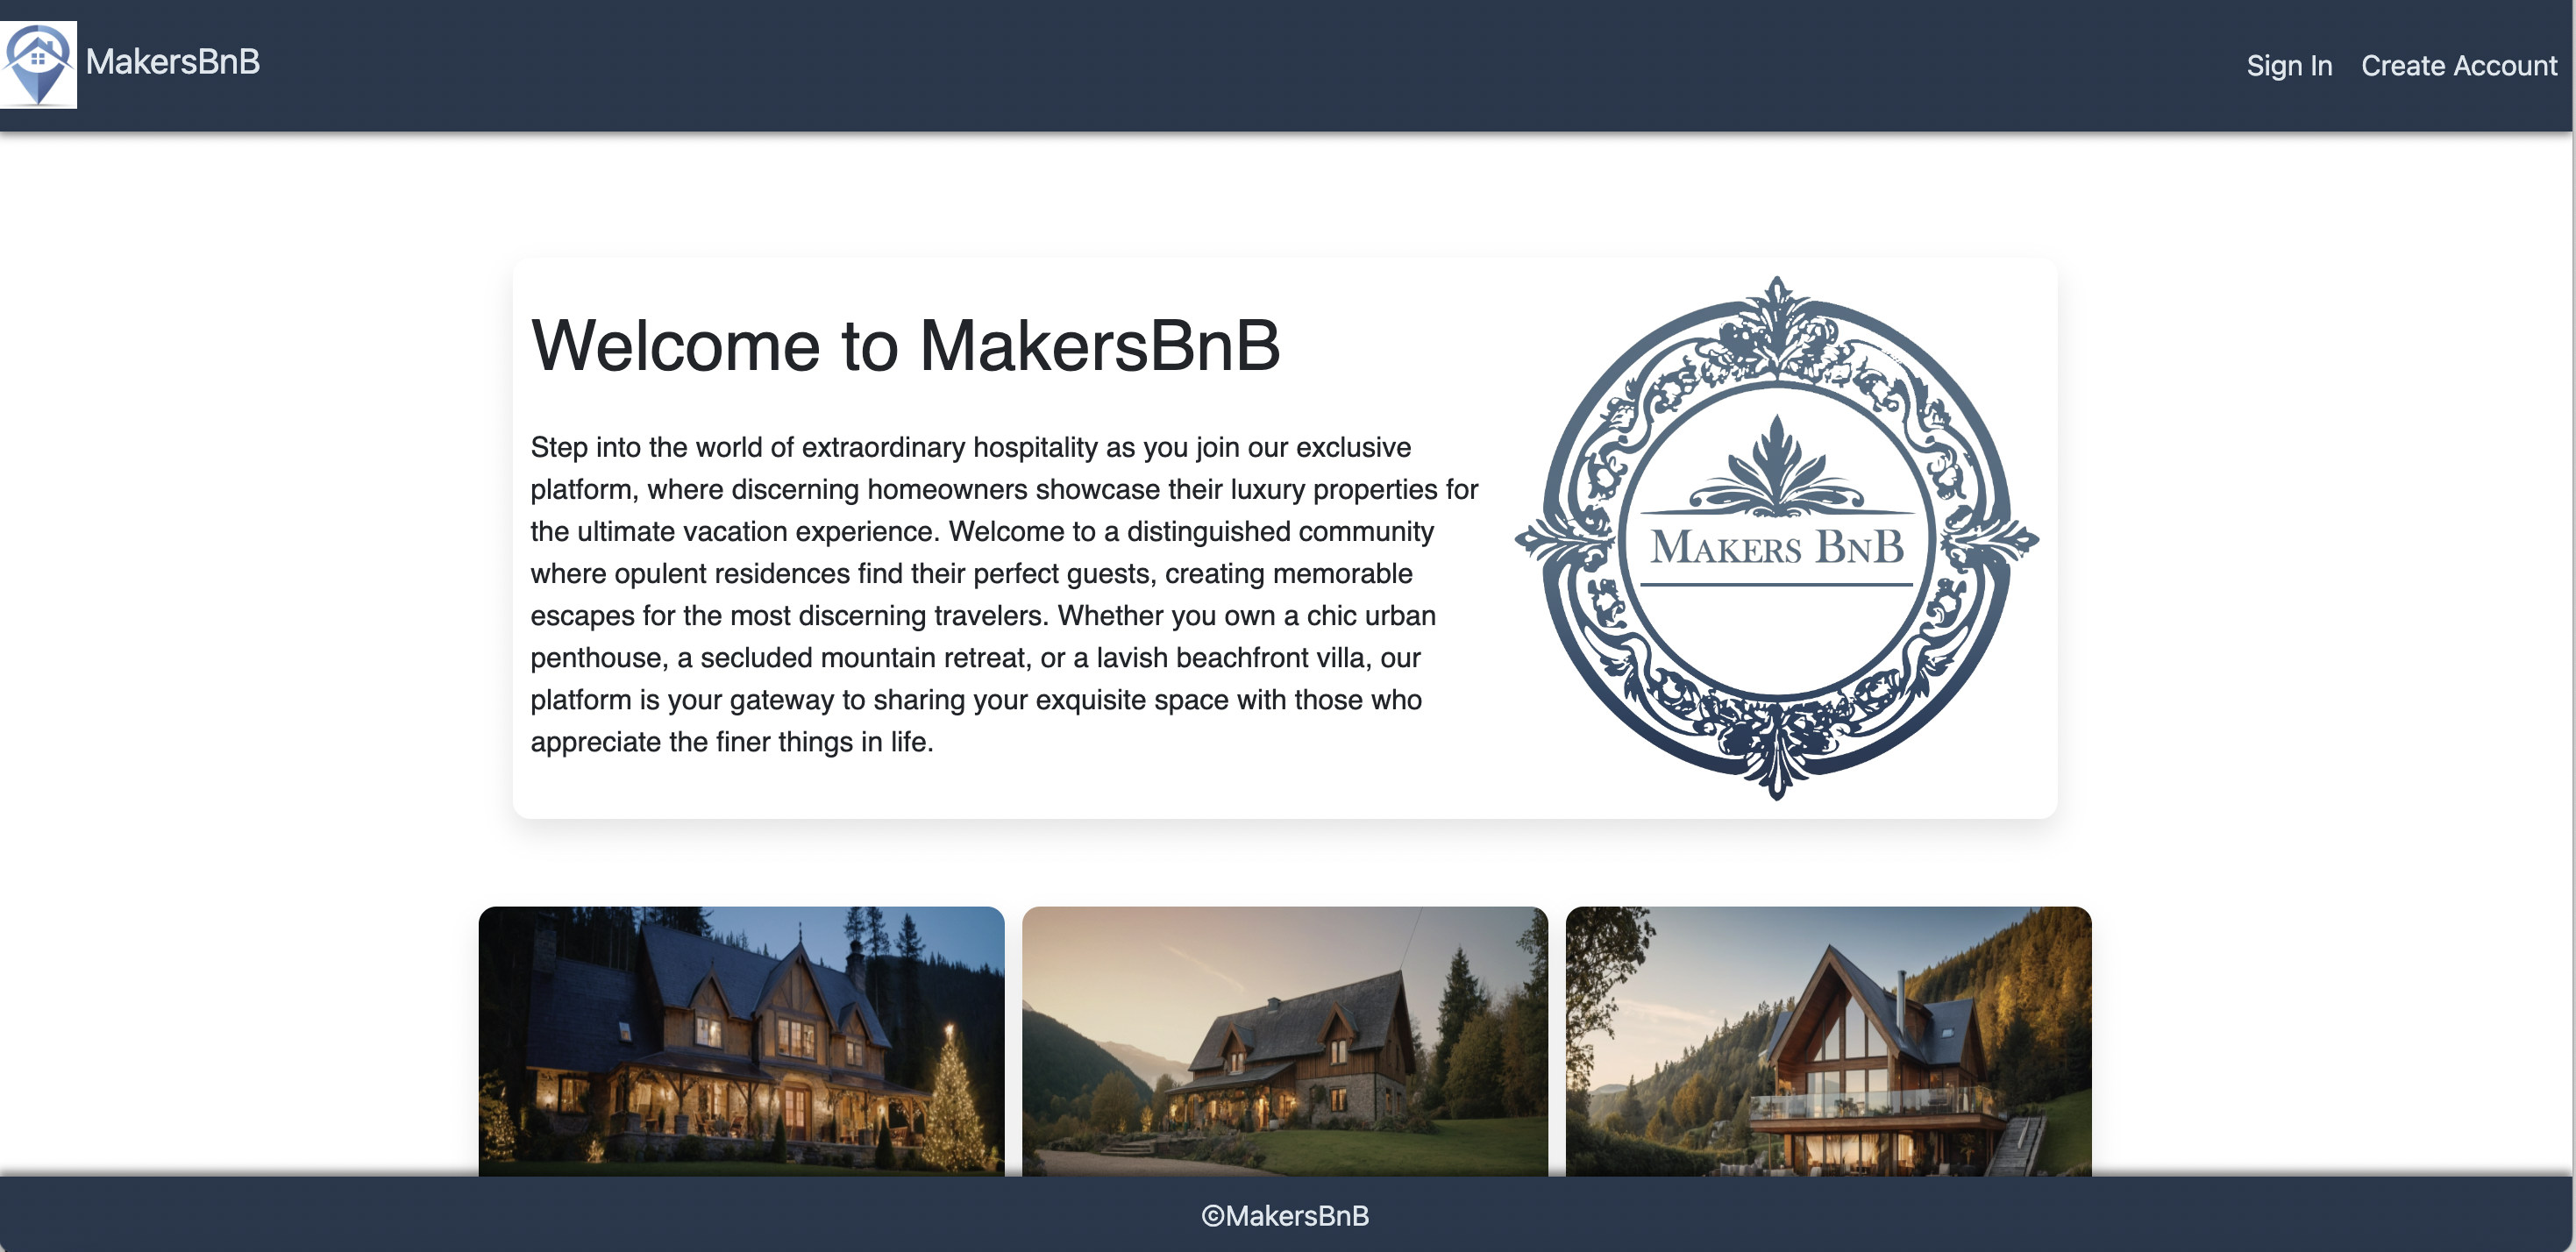 MakersBnB
Sign In
Create Account
Welcome to MakersBnB
Step into the world of extraordinary hospitality as you join our exclusive
platform, where discerning homeowners showcase their luxury properties for
the ultimate vacation experience. Welcome to a distinguished community
where opulent residences find their perfect guests, creating memorable
escapes for the most discerning travelers. Whether you own a chic urban
penthouse, a secluded mountain retreat, or a lavish beachfront villa, our
platform is your gateway to sharing your exquisite space with those who
appreciate the finer things in life.
Makers BnB
©MakersBnB